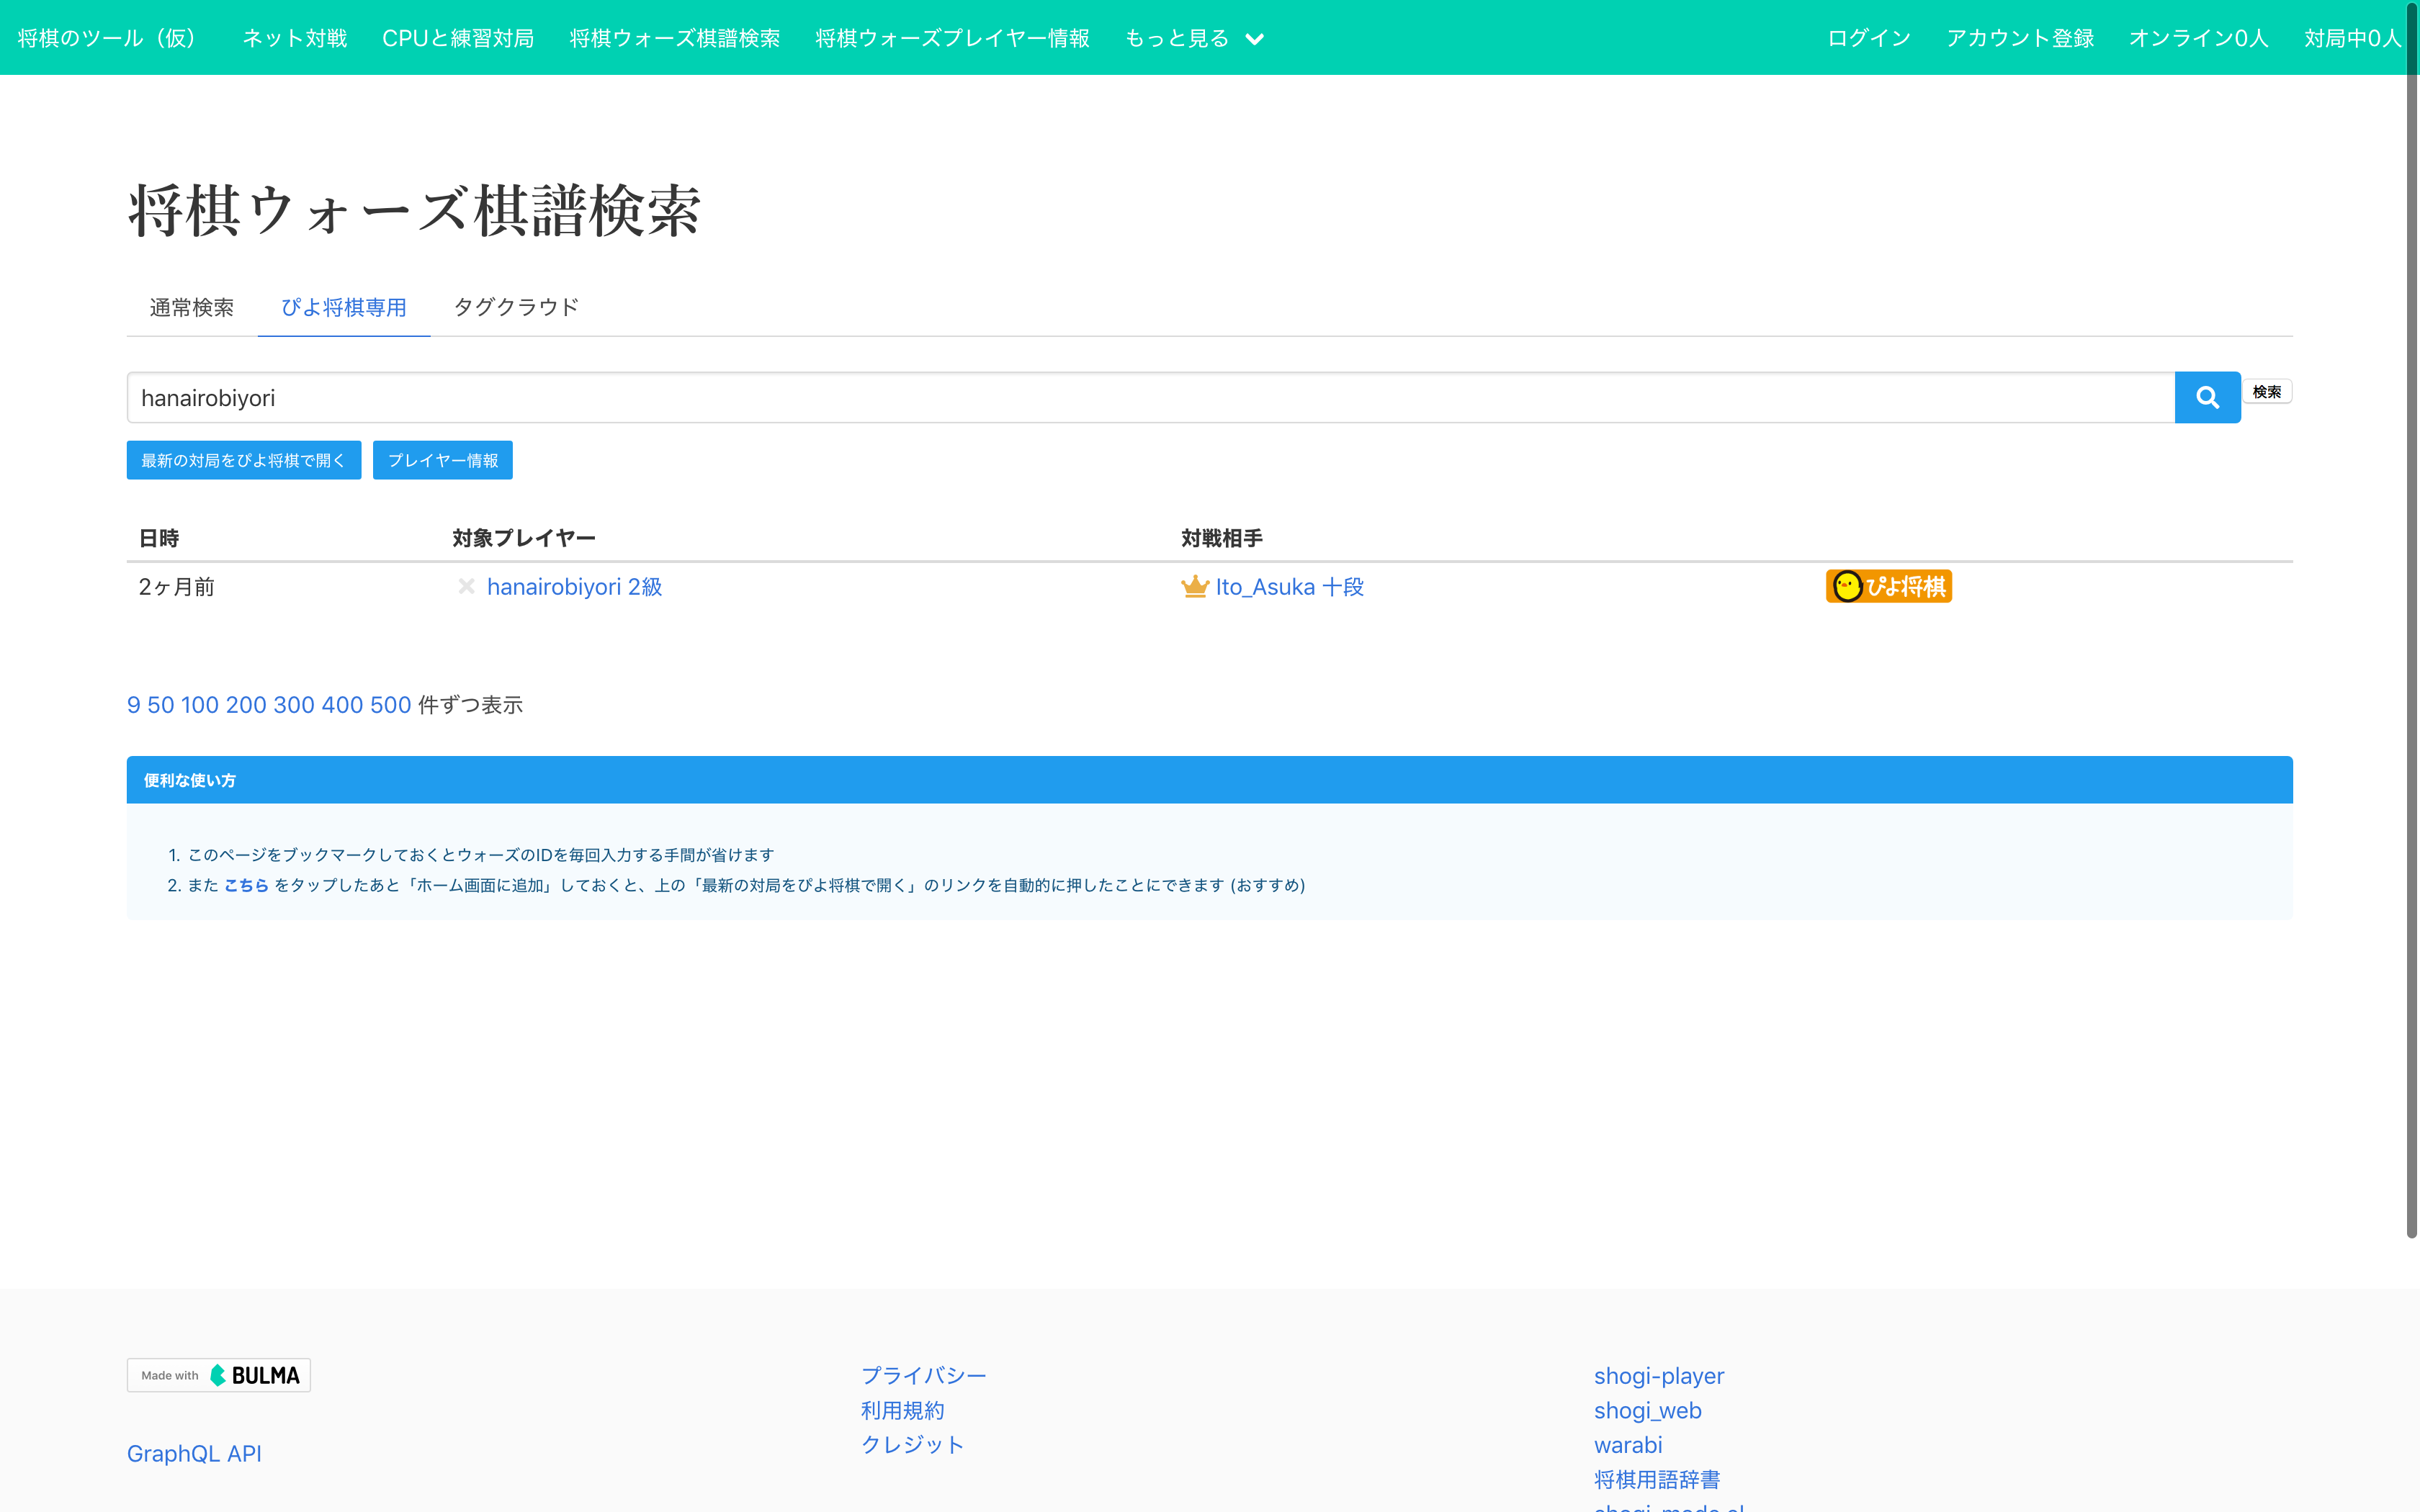 将棋のツール（仮） ネット対戦 CPUと練習対局 将棋ウォーズ棋譜検索 将棋ウォーズプレイヤー情報 もっと見る ログイン アカウント登録 オンライン0人 対局中0人
将棋ウォーズ棋譜検索
通常検索 ぴよ将棋専用 タグクラウド
hanairobiyori 検索
最新の対局をぴよ将棋で開く プレイヤー情報
日時 対象プレイヤー 対戦相手
2ヶ月前 hanairobiyori 2級 Ito_Asuka 十段 ぴよ将棋
9 50 100 200 300 400 500 件ずつ表示
便利な使い方
1. このページをブックマークしておくとウォーズのIDを毎回入力する手間が省けます
2. また こちら をタップしたあと「ホーム画面に追加」しておくと、上の「最新の対局をぴよ将棋で開く」のリンクを自動的に押したことにできます (おすすめ)
Made with BULMA
GraphQL API
プライバシー
利用規約
クレジット
shogi-player
shogi_web
warabi
将棋用語辞書